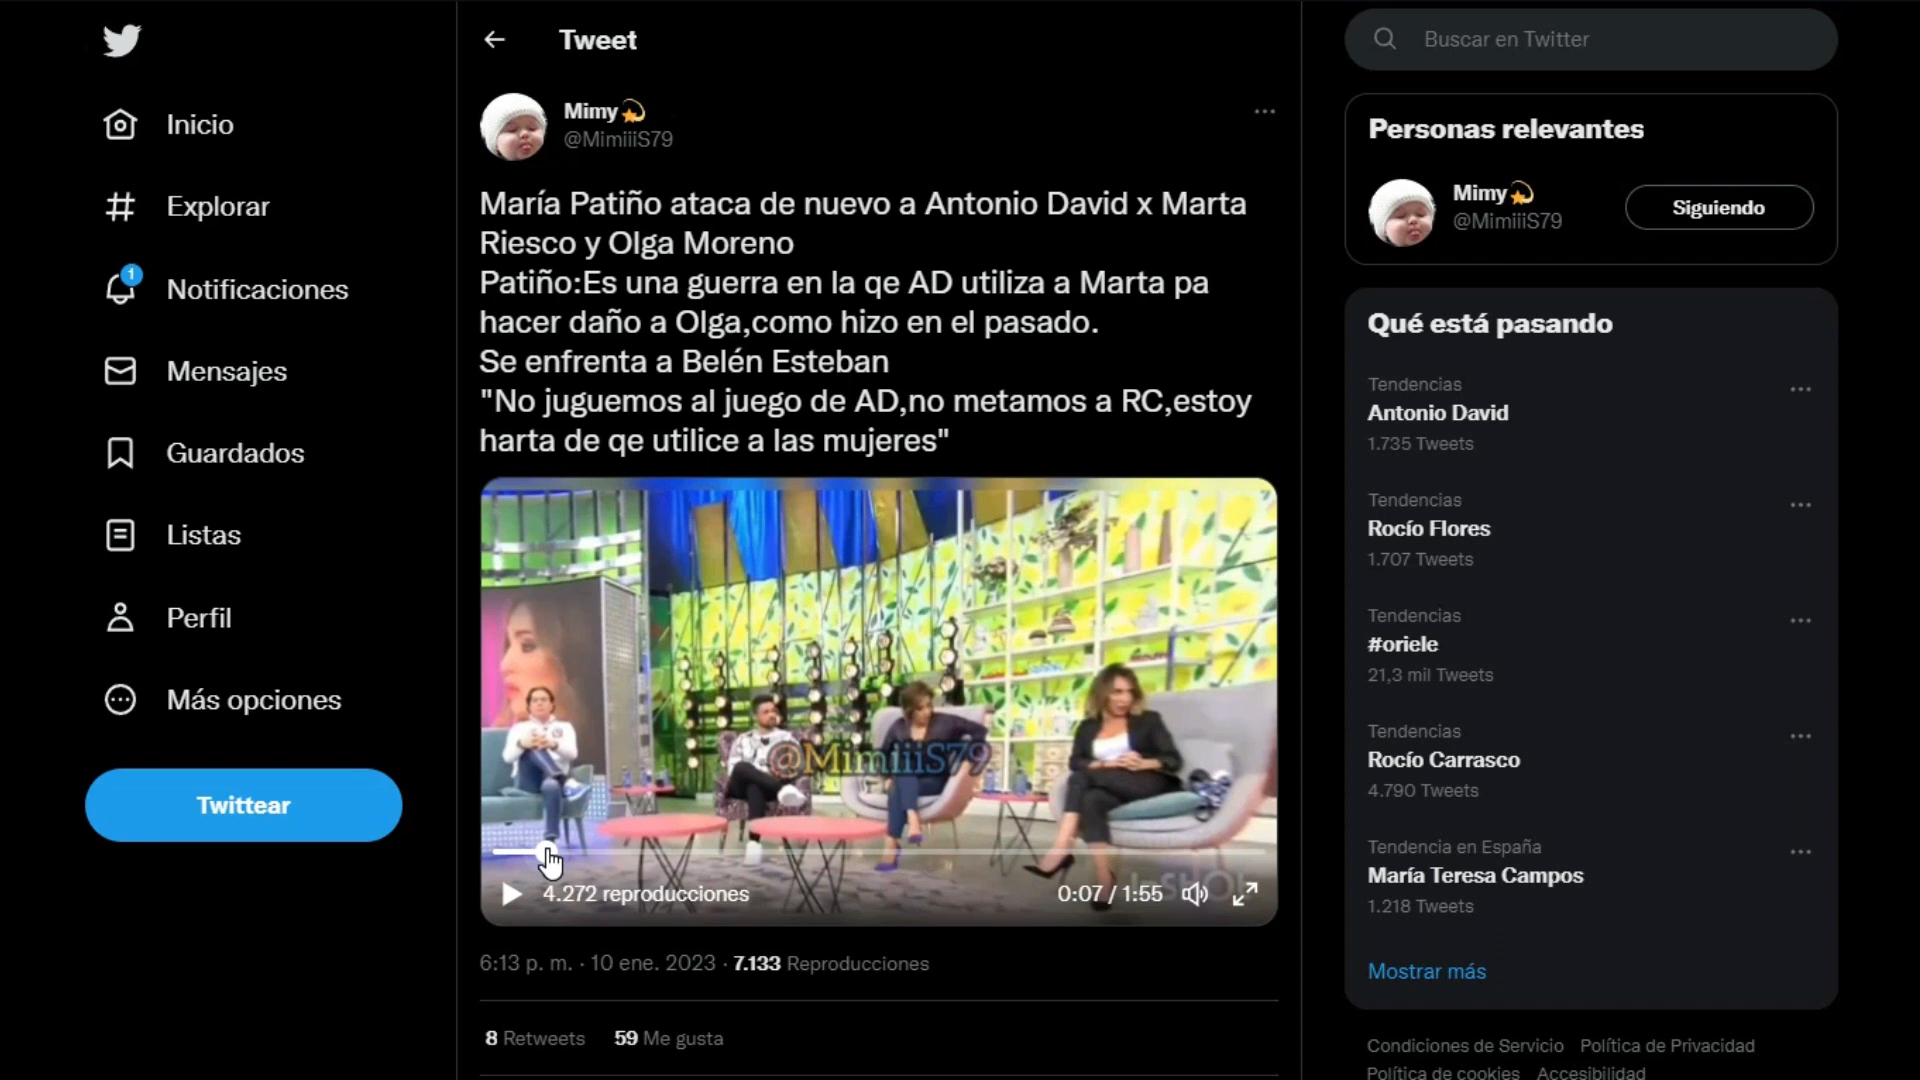 Inicio
Explorar
1
Notificaciones
Mensajes
Guardados
Listas
Perfil
Más opciones
Twittear
Tweet
Mimy
@MimiiiS79
María Patiño ataca de nuevo a Antonio David x Marta
Riesco y Olga Moreno
Patiño:Es una guerra en la qe AD utiliza a Marta pa
hacer daño a Olga,como hizo en el pasado.
Se enfrenta a Belén Esteban
"No juguemos al juego de AD,no metamos a RC,estoy
harta de qe utilice a las mujeres"
@MimiiiS79
4.272 reproducciones
0:07 / 1:55
6:13 p. m. · 10 ene. 2023 · 7.133 Reproducciones
8 Retweets 59 Me gusta
Buscar en Twitter
Personas relevantes
Mimy
@MimiiiS79
Siguiendo
Qué está pasando
Tendencias
Antonio David
1.735 Tweets
Tendencias
Rocío Flores
1.707 Tweets
Tendencias
#oriele
21,3 mil Tweets
Tendencias
Rocío Carrasco
4.790 Tweets
Tendencia en España
María Teresa Campos
1.218 Tweets
Mostrar más
Condiciones de Servicio Política de Privacidad
Política de cookies Accesibilidad